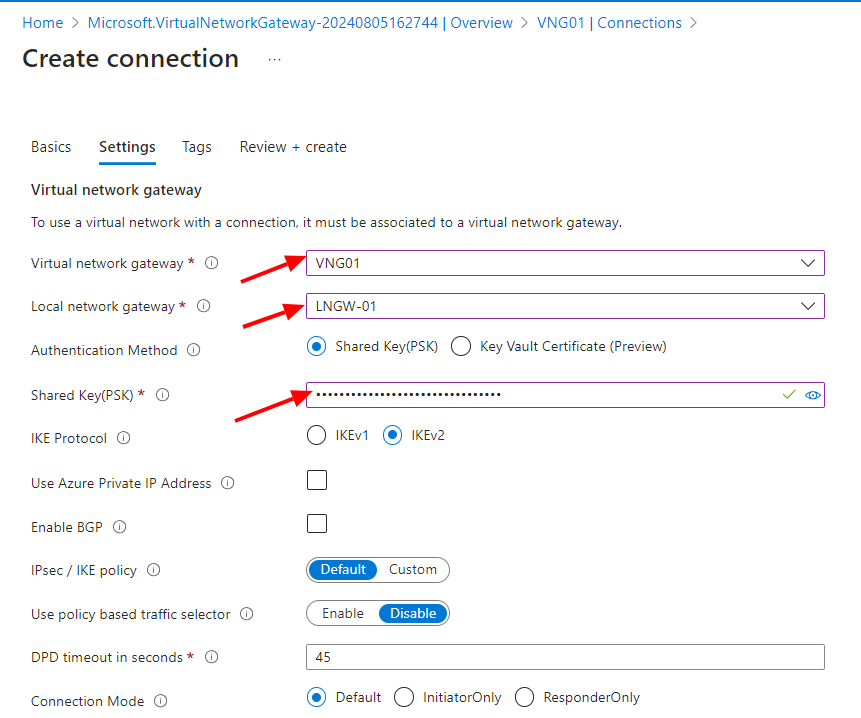 Home > Microsoft.VirtualNetworkGateway-20240805162744 | Overview > VNG01 | Connections >
Create connection ...
Basics Settings Tags Review + create
Virtual network gateway
To use a virtual network with a connection, it must be associated to a virtual network gateway.
Virtual network gateway * VNG01
Local network gateway * LNGW-01
Authentication Method Shared Key(PSK) Key Vault Certificate (Preview)
Shared Key(PSK) * ••••••••••••••••••••••••••••••••
IKE Protocol IKEv1 IKEv2
Use Azure Private IP Address
Enable BGP
IPsec / IKE policy Default Custom
Use policy based traffic selector Enable Disable
DPD timeout in seconds * 45
Connection Mode Default InitiatorOnly ResponderOnly